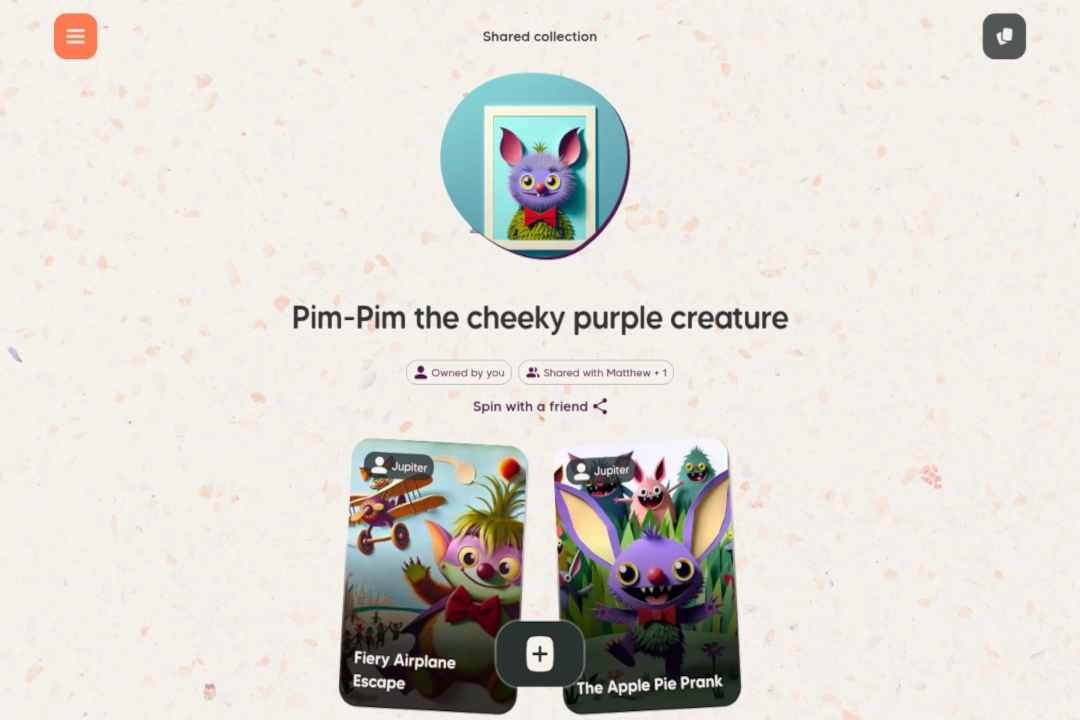 Shared collection
Pim-Pim the cheeky purple creature
Owned by you
Shared with Matthew + 1
Spin with a friend
Jupiter
Fiery Airplane
Escape
Jupiter
The Apple Pie Prank